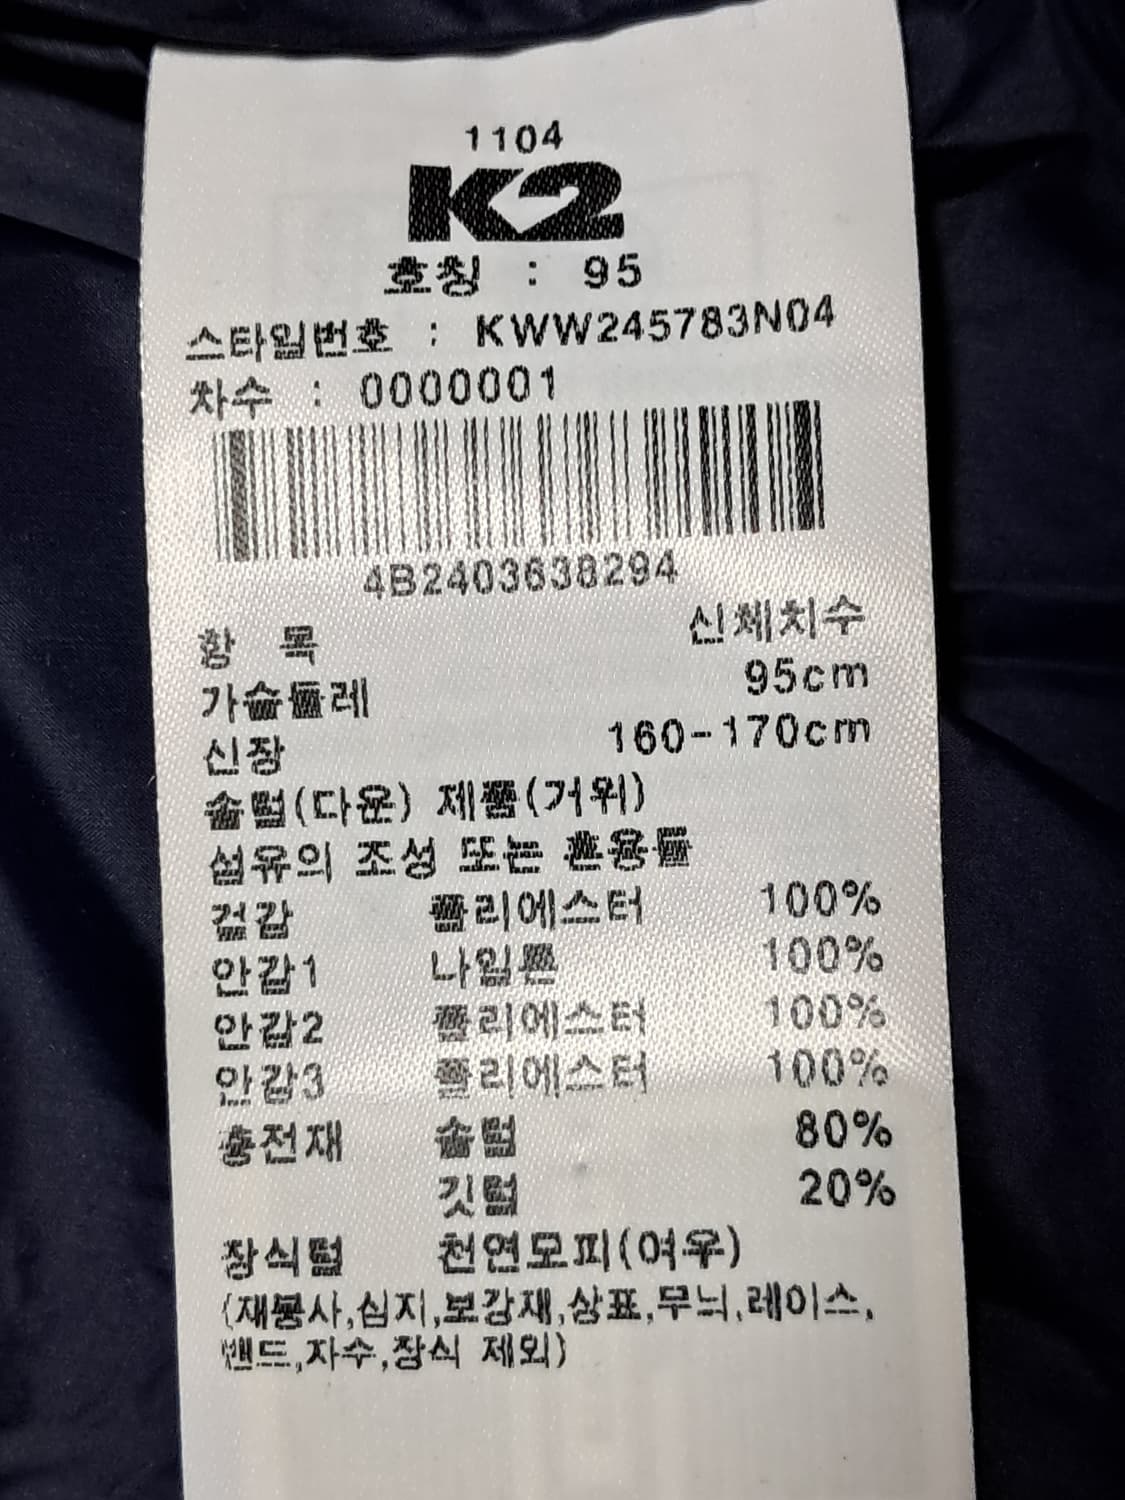 1104
K2
호칭 : 95
스타일번호 : KWW245783N04
차수 : 0000001
4B2403638294
항 목 신체치수
가슴둘레 95cm
신장 160-170cm
솜털(다운) 제품(거위)
섬유의 조성 또는 혼용률
겉감 폴리에스터 100%
안감1 나일론 100%
안감2 폴리에스터 100%
안감3 폴리에스터 100%
충전재 솜털 80%
깃털 20%
장식털 천연모피(여우)
(재봉사,심지,보강재,상표,무늬,레이스,
밴드,자수,장식 제외)